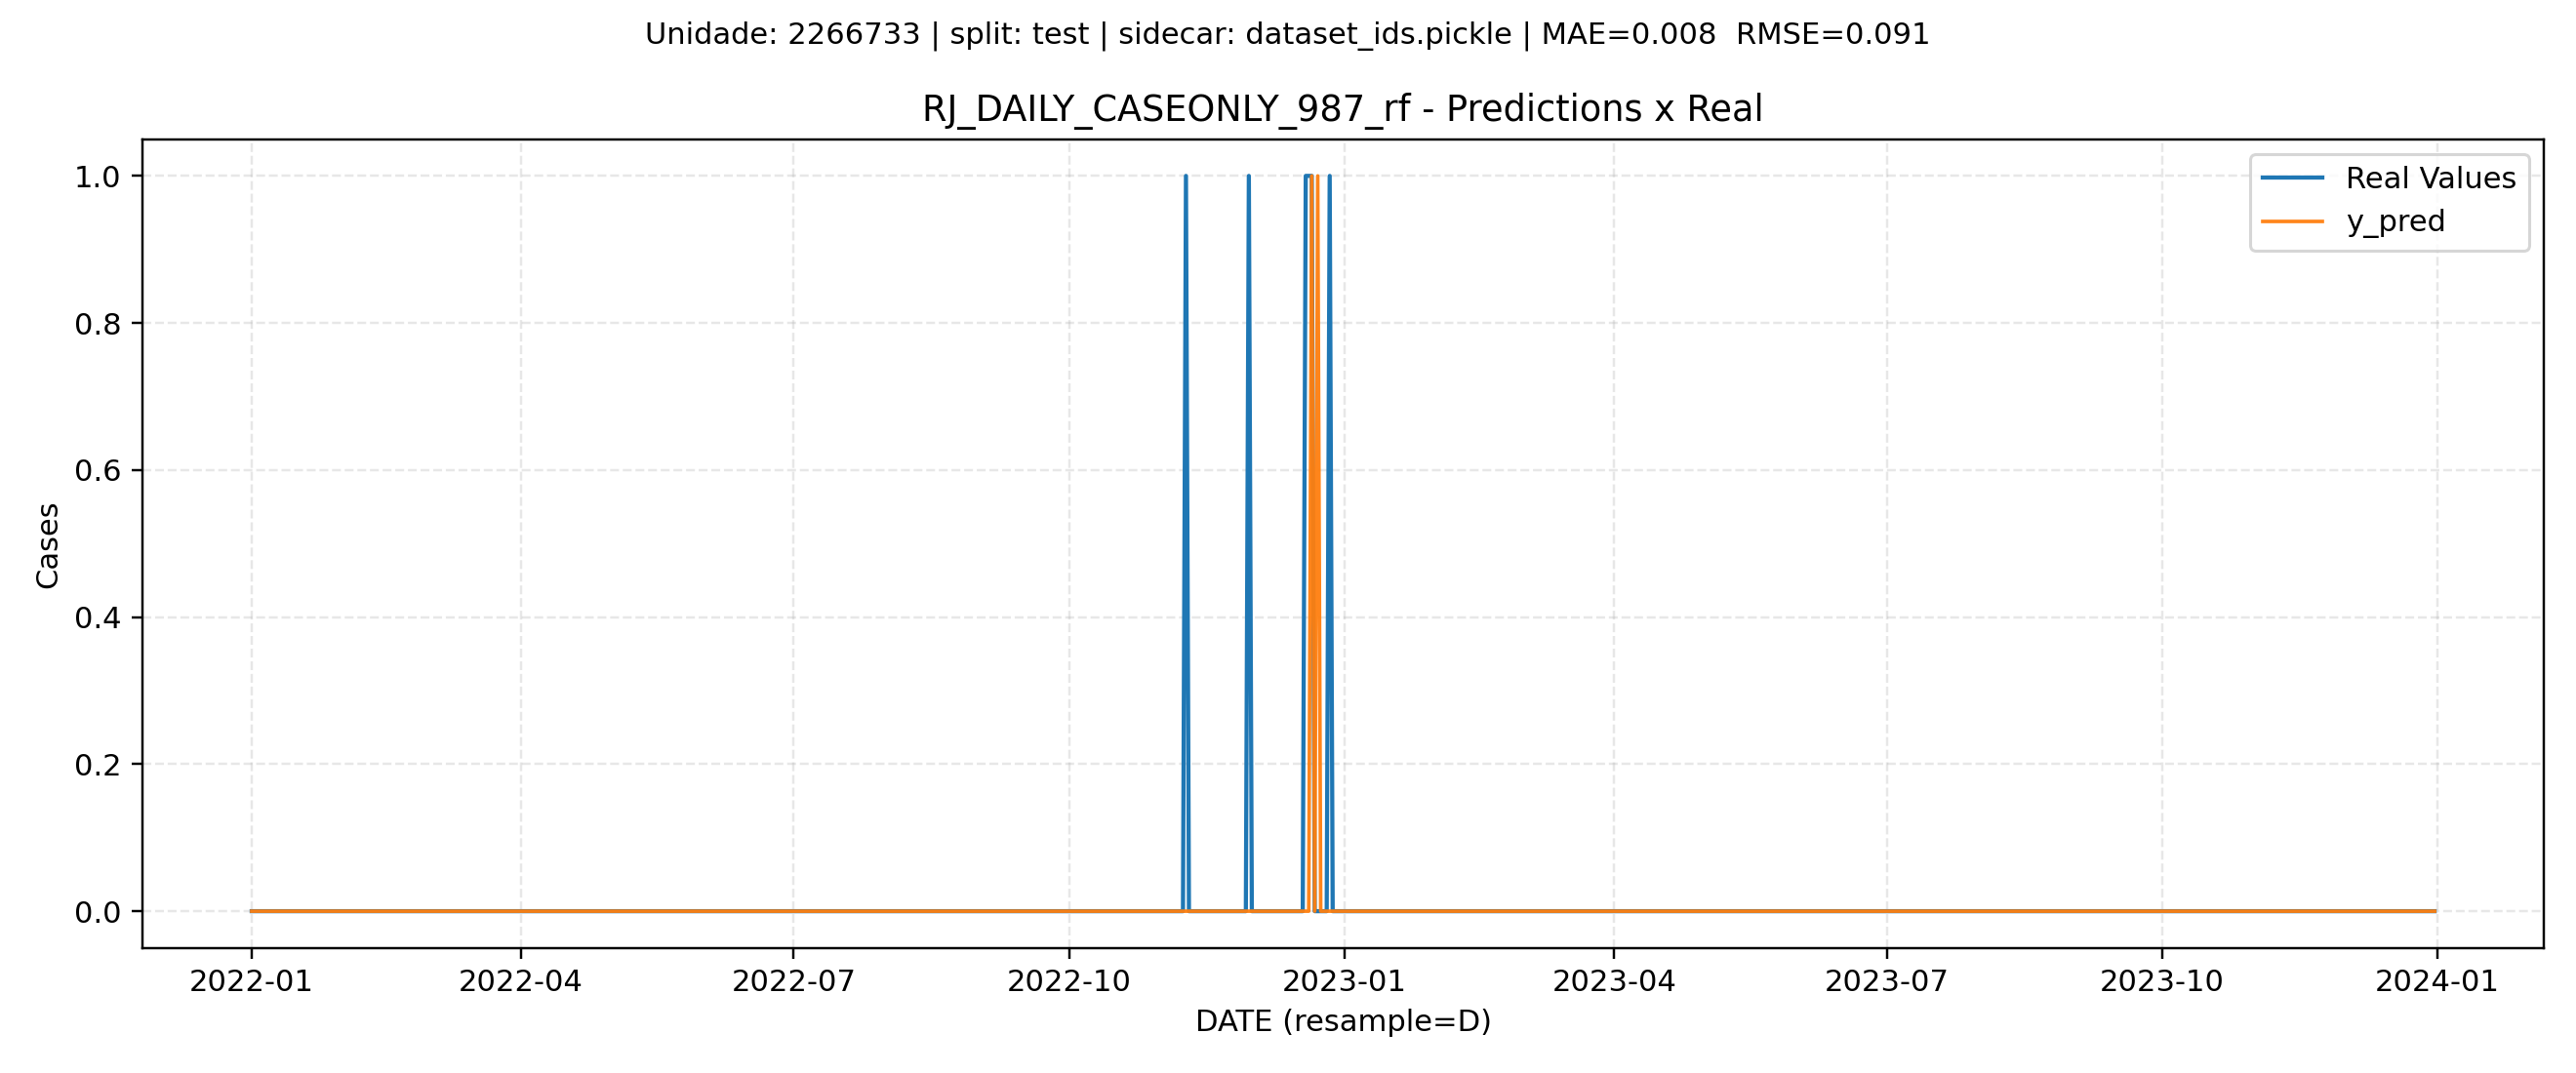 Unidade: 2266733 | split: test | sidecar: dataset_ids.pickle | MAE=0.008  RMSE=0.091
RJ_DAILY_CASEONLY_987_rf - Predictions x Real
Real Values
y_pred
1.0
0.8
0.6
0.4
0.2
0.0
Cases
2022-01 2022-04 2022-07 2022-10 2023-01 2023-04 2023-07 2023-10 2024-01
DATE (resample=D)